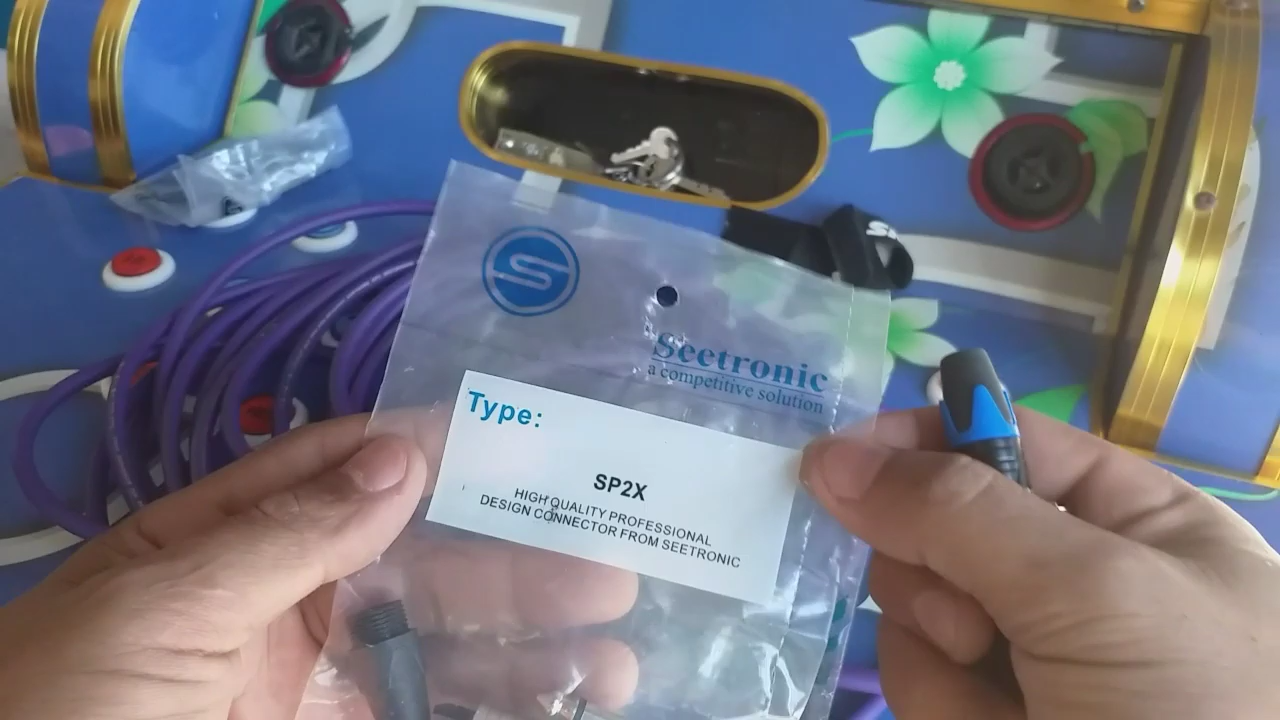 Seetronic
a competitive solution
Type:
SP2X
HIGH QUALITY PROFESSIONAL
DESIGN CONNECTOR FROM SEETRONIC